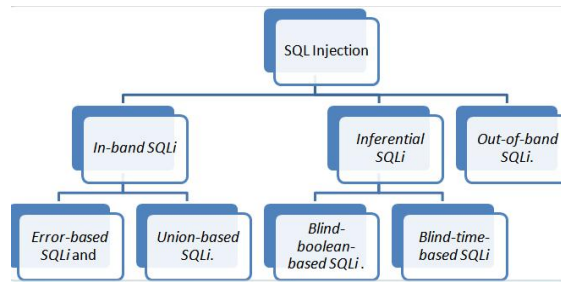 SQL Injection
In-band SQLi
Inferential
SQLi
Out-of-band
SQLi.
Error-based
SQLi and
Union-based
SQLi.
Blind-
boolean-
based SQLi .
Blind-time-
based SQLi